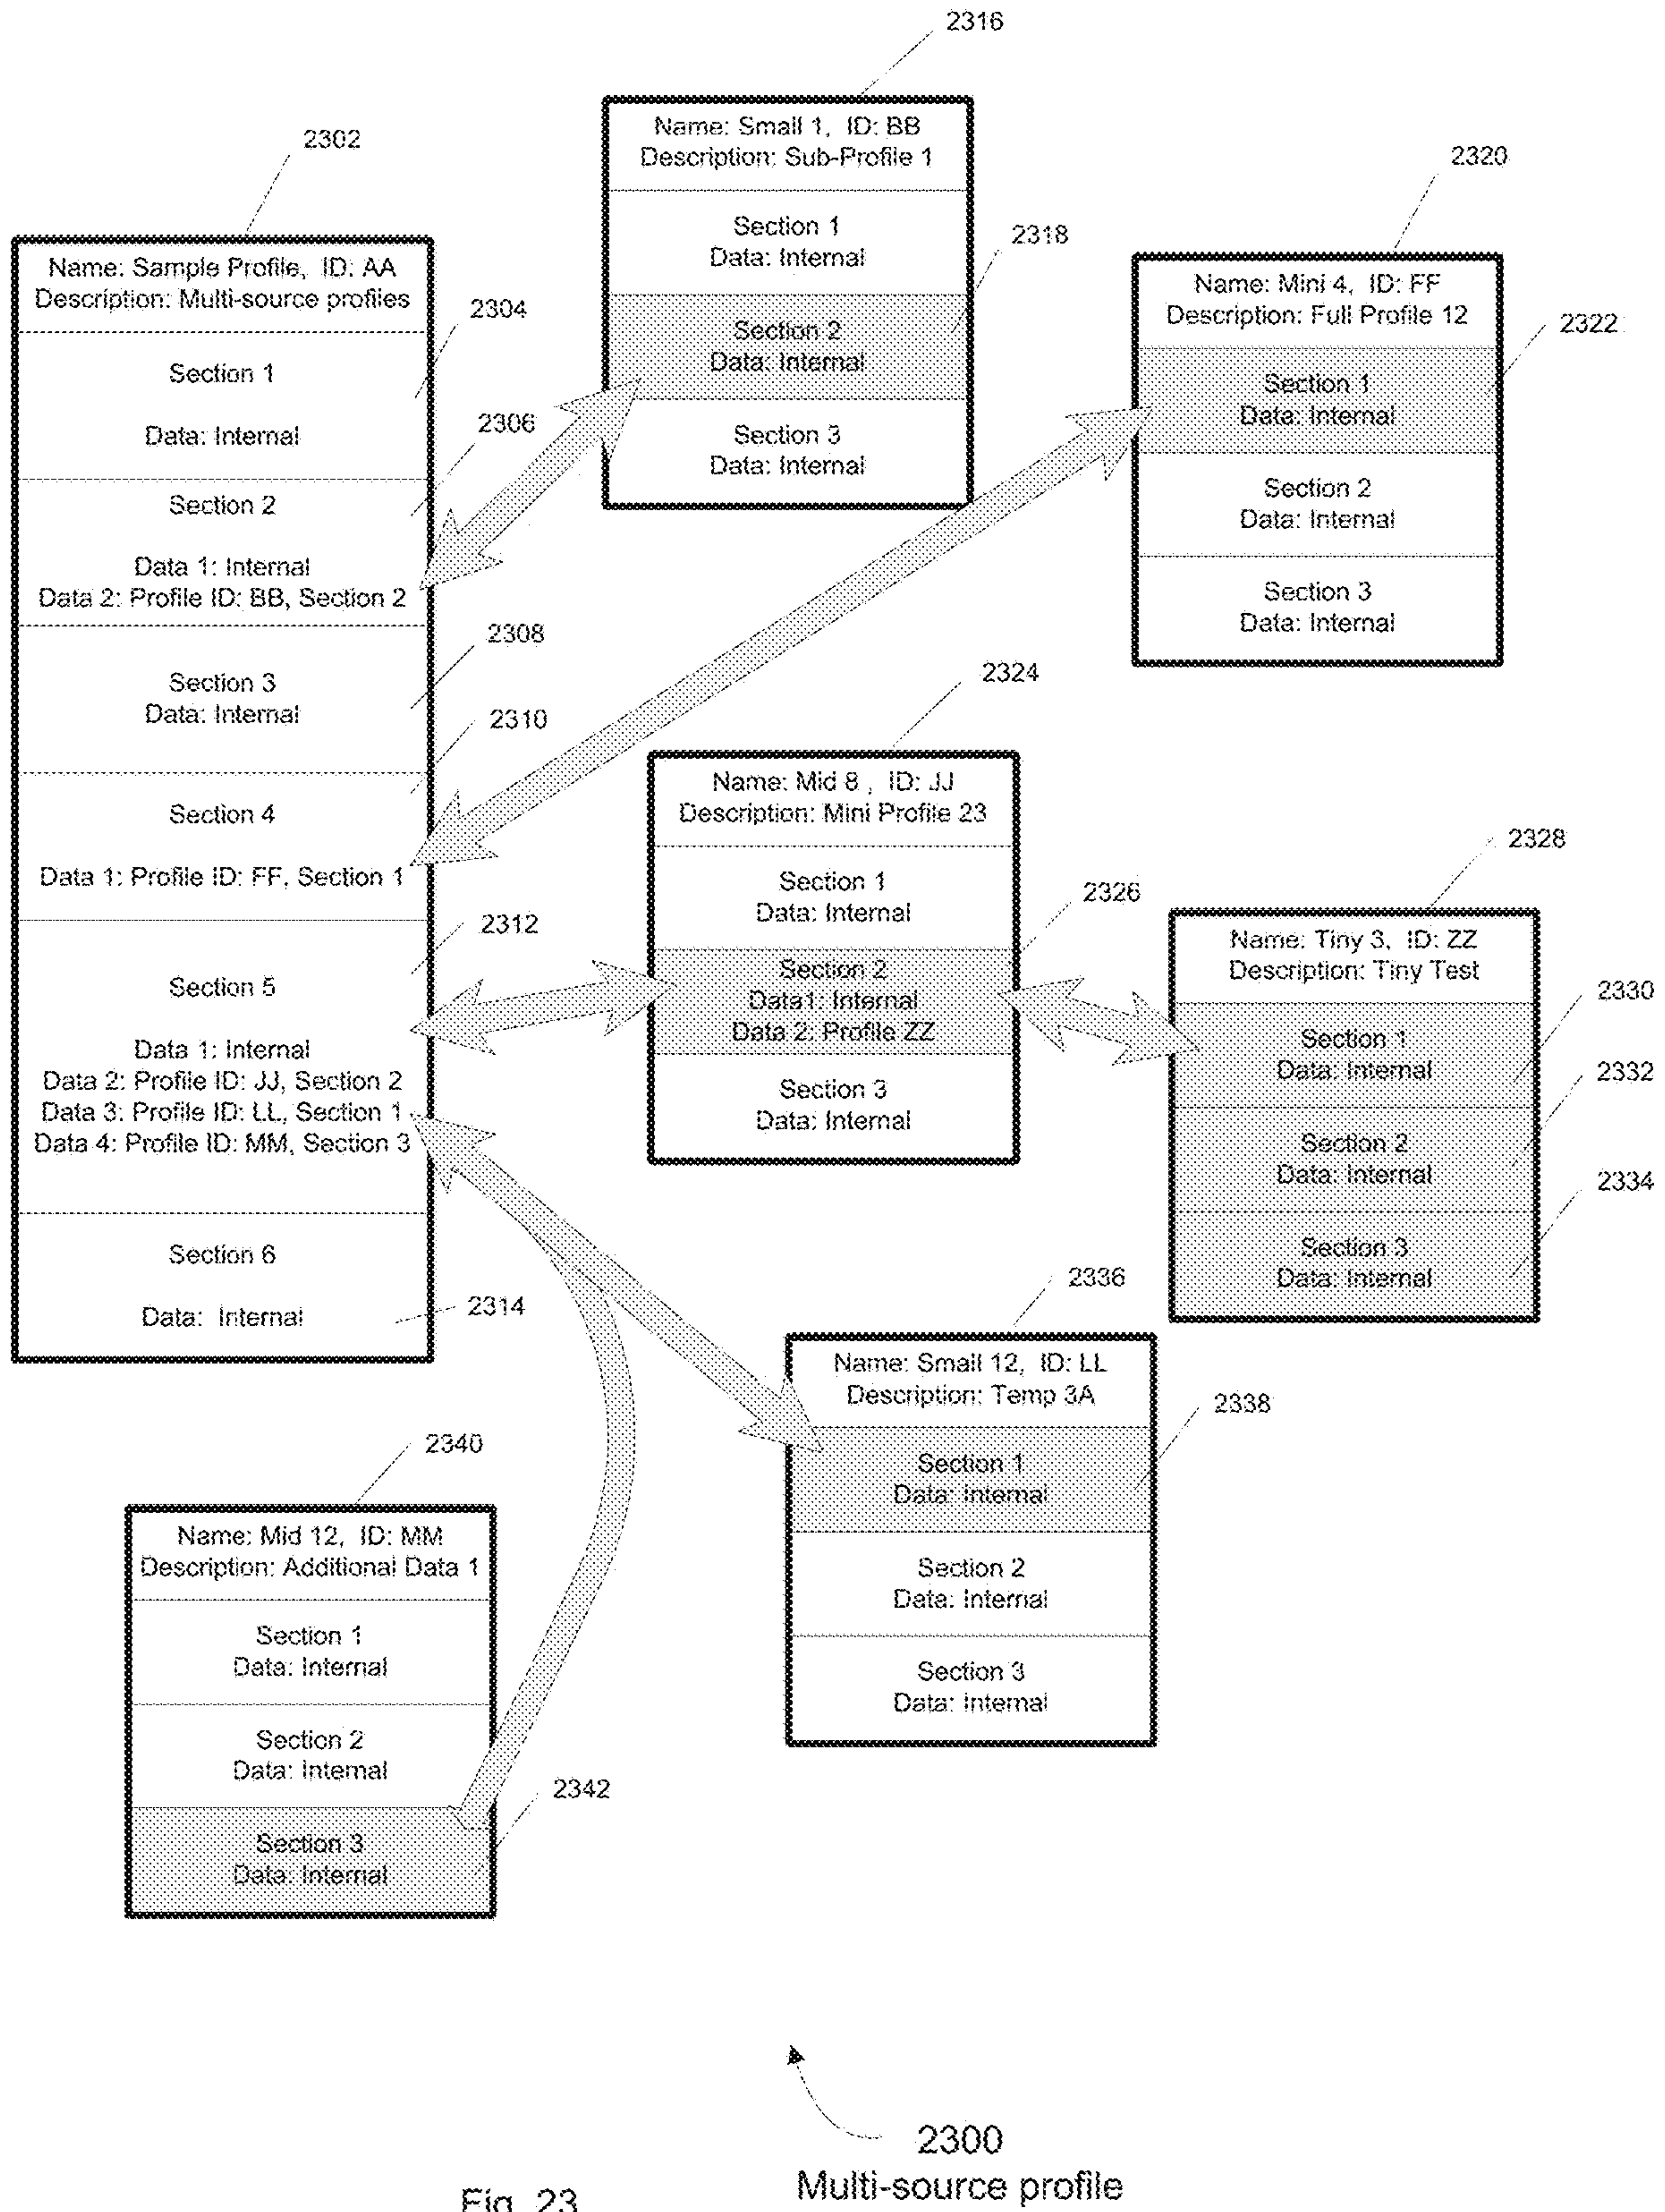 2316
Name: Small 1, ID: BB
Description: Sub-Profile 1
Section 1
Data: Internal
2318
Section 2
Data: Internal
Section 3
Data: Internal
2302
Name: Sample Profile, ID: AA
Description: Multi-source profiles
2304
Section 1
Data: Internal
2306
Section 2
Data 1: Internal
Data 2: Profile ID: BB, Section 2
2308
Section 3
Data: Internal
2310
Section 4
Data 1: Profile ID: FF, Section 1
2312
Section 5
Data 1: Internal
Data 2: Profile ID: JJ, Section 2
Data 3: Profile ID: LL, Section 1
Data 4: Profile ID: MM, Section 3
Section 6
Data: Internal
2314
2320
Name: Mini 4, ID: FF
Description: Full Profile 12
2322
Section 1
Data: Internal
Section 2
Data: Internal
Section 3
Data: Internal
2324
Name: Mid 8 , ID: JJ
Description: Mini Profile 23
Section 1
Data: Internal
2326
Section 2
Data1: Internal
Data 2: Profile ZZ
Section 3
Data: Internal
2328
Name: Tiny 3, ID: ZZ
Description: Tiny Test
2330
Section 1
Data: Internal
2332
Section 2
Data: Internal
2334
Section 3
Data: Internal
2336
Name: Small 12, ID: LL
Description: Temp 3A
2338
Section 1
Data: Internal
Section 2
Data: Internal
Section 3
Data: Internal
2340
Name: Mid 12, ID: MM
Description: Additional Data 1
Section 1
Data: Internal
Section 2
Data: Internal
2342
Section 3
Data: Internal
2300
Multi-source profile
Fig. 23